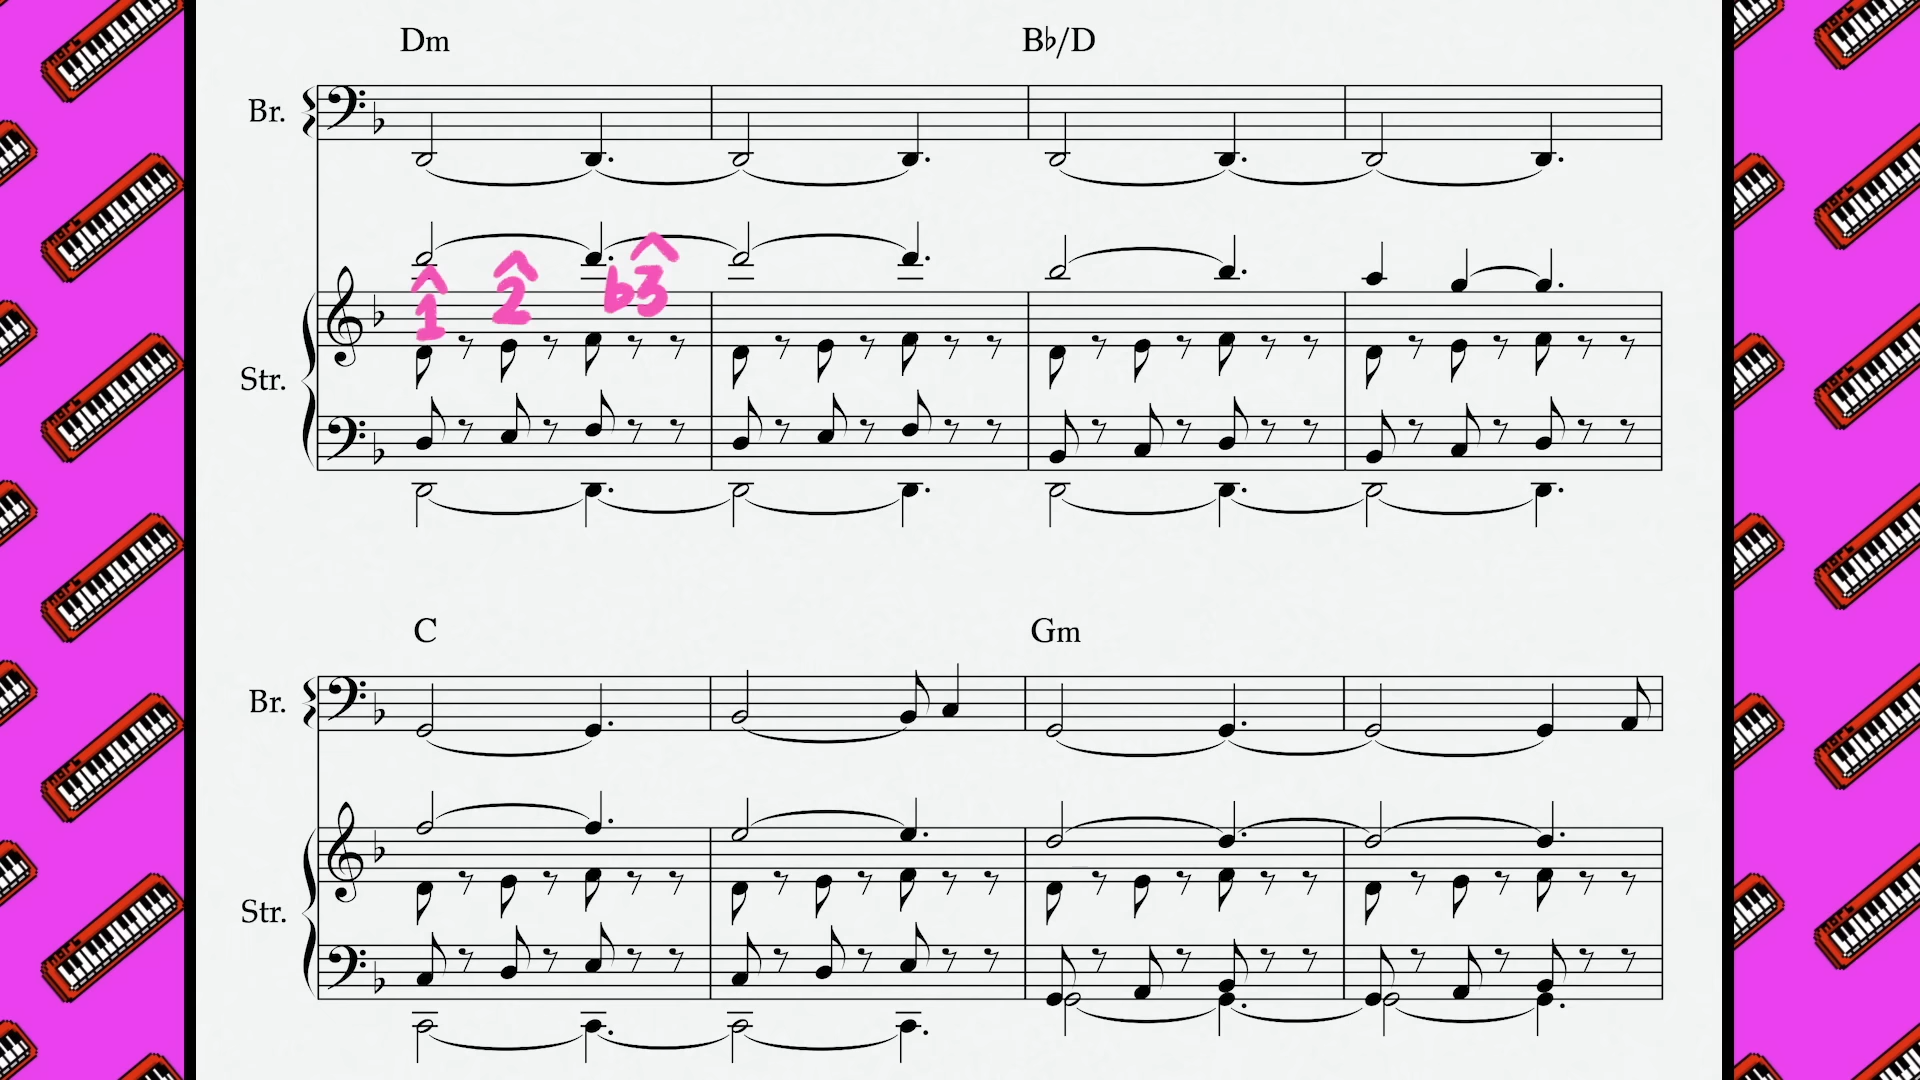 Dm B♭/D
Br.
1 2 ♭3
Str.
C Gm
Br.
Str.